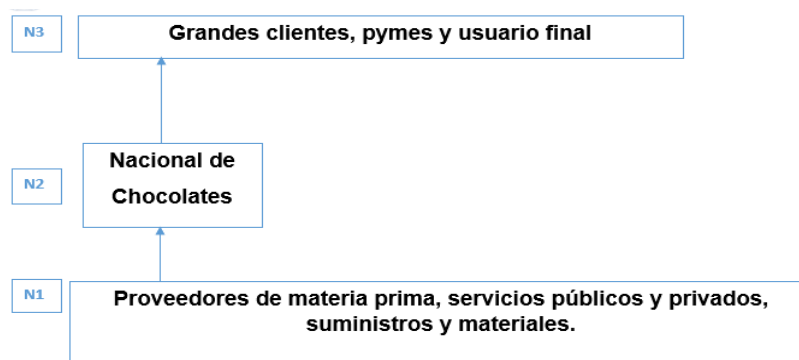 N3
Grandes clientes, pymes y usuario final
N2
Nacional de
Chocolates
N1
Proveedores de materia prima, servicios públicos y privados,
suministros y materiales.